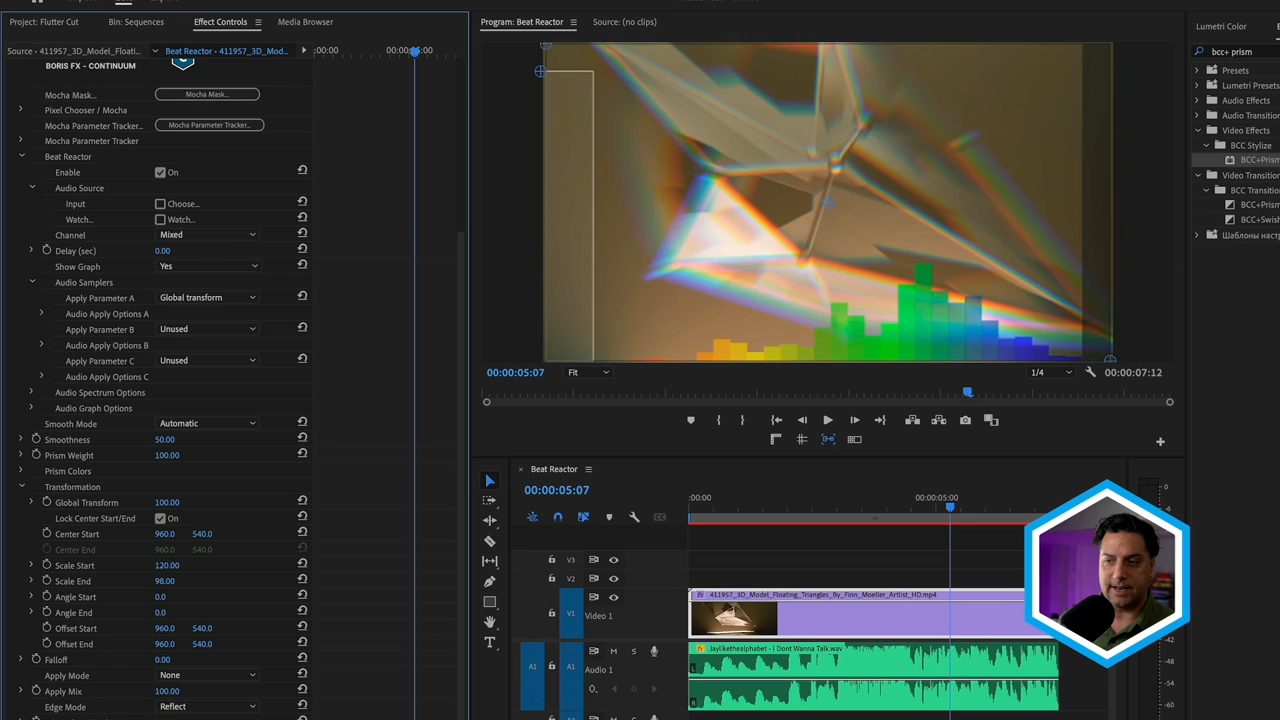 Project: Flutter Cut
Bin: Sequences
Effect Controls
Media Browser
Source • 411957_3D_Model_Floati...
Beat Reactor • 411957_3D_Mod...
:00:00
00:00:05:00
BORIS FX - CONTINUUM
Mocha Mask...
Mocha Mask...
Pixel Chooser / Mocha
Mocha Parameter Tracker...
Mocha Parameter Tracker...
Mocha Parameter Tracker
Beat Reactor
Enable
On
Audio Source
Input
Choose...
Watch...
Watch...
Channel
Mixed
Delay (sec)
0.00
Show Graph
Yes
Audio Samplers
Apply Parameter A
Global transform
Audio Apply Options A
Apply Parameter B
Unused
Audio Apply Options B
Apply Parameter C
Unused
Audio Apply Options C
Audio Spectrum Options
Audio Graph Options
Smooth Mode
Automatic
Smoothness
50.00
Prism Weight
100.00
Prism Colors
Transformation
Global Transform
100.00
Lock Center Start/End
On
Center Start
960.0 540.0
Center End
960.0 540.0
Scale Start
120.00
Scale End
98.00
Angle Start
0.0
Angle End
0.0
Offset Start
960.0 540.0
Offset End
960.0 540.0
Falloff
0.00
Apply Mode
None
Apply Mix
100.00
Edge Mode
Reflect
Program: Beat Reactor
Source: (no clips)
00:00:05:07
Fit
1/4
00:00:07:12
Beat Reactor
00:00:05:07
:00:00
00:00:05:00
V3
V2
V1
Video 1
411957_3D_Model_Floating_Triangles_By_Finn_Moeller_Artlist_HD.mp4
fx
A1
A1
M
S
Audio 1
Jaylikethealphabet - I Dont Wanna Talk.wav
fx
L
R
0
-6
-42
-48
-54
-60
Lumetri Color
bcc+ prism
Presets
Lumetri Presets
Audio Effects
Audio Transition
Video Effects
BCC Stylize
BCC+Prism
Video Transition
BCC Transition
BCC+Prism
BCC+Swish
Шаблоны наст